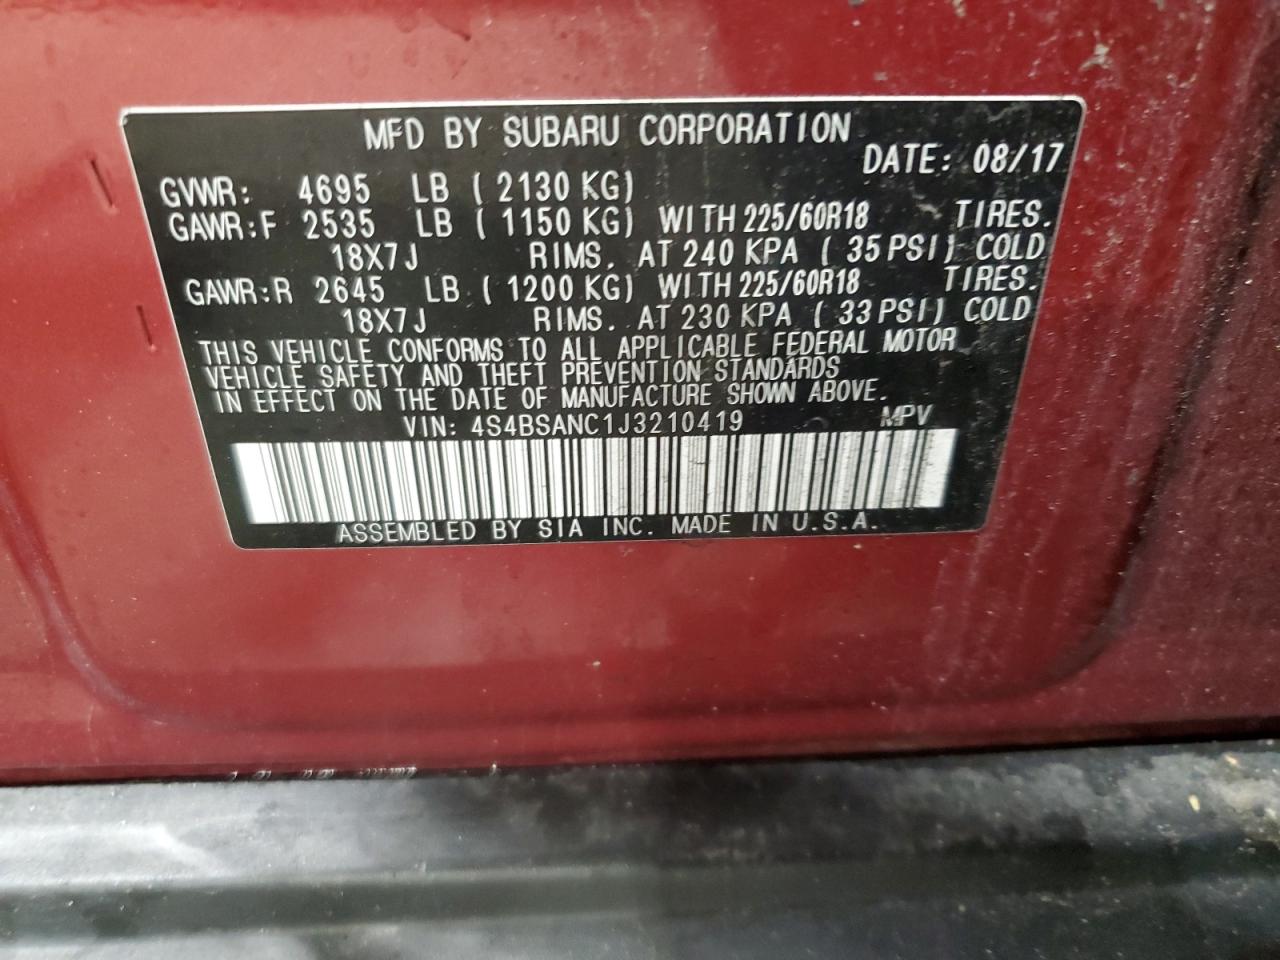 MFD BY SUBARU CORPORATION
DATE: 08/17
GVWR: 4695 LB ( 2130 KG)
GAWR:F 2535 LB ( 1150 KG) WITH 225/60R18 TIRES.
18X7J RIMS. AT 240 KPA ( 35 PSI) COLD
GAWR:R 2645 LB ( 1200 KG) WITH 225/60R18 TIRES.
18X7J RIMS. AT 230 KPA ( 33 PSI) COLD
THIS VEHICLE CONFORMS TO ALL APPLICABLE FEDERAL MOTOR
VEHICLE SAFETY AND THEFT PREVENTION STANDARDS
IN EFFECT ON THE DATE OF MANUFACTURE SHOWN ABOVE.
VIN: 4S4BSANC1J3210419 MPV
ASSEMBLED BY SIA INC. MADE IN U.S.A.